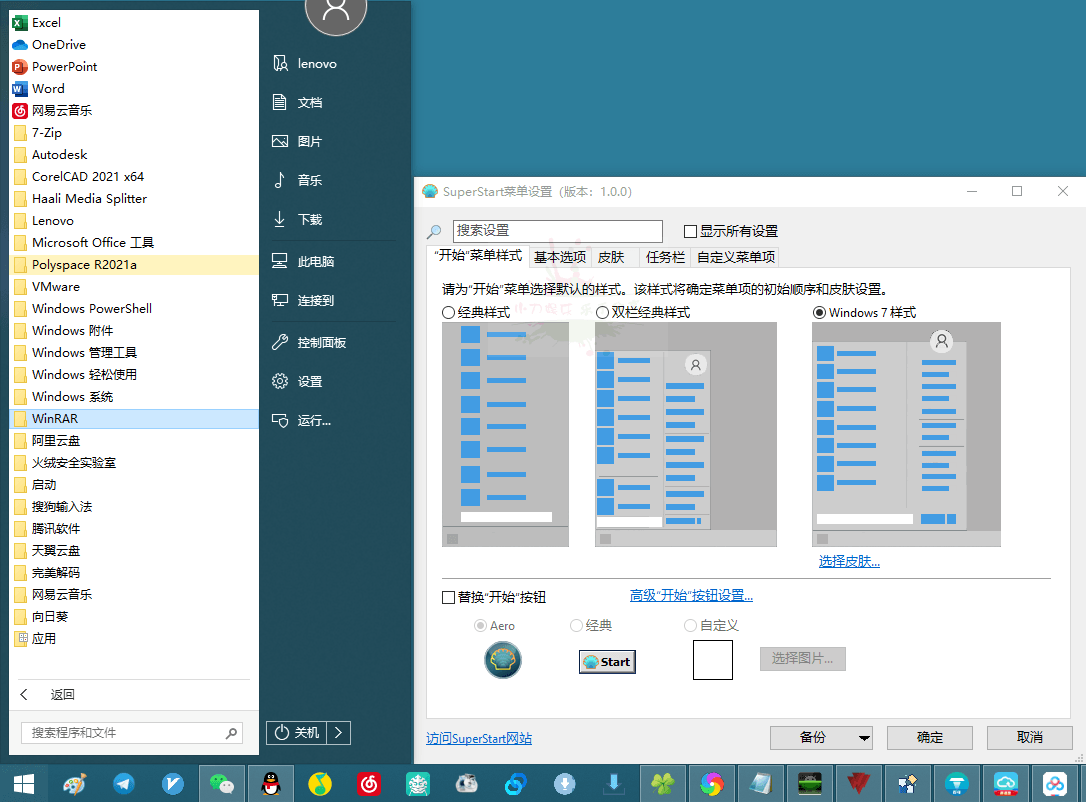 Excel
OneDrive
PowerPoint
Word
网易云音乐
7-Zip
Autodesk
CorelCAD 2021 x64
Haali Media Splitter
Lenovo
Microsoft Office 工具
Polyspace R2021a
VMware
Windows PowerShell
Windows 附件
Windows 管理工具
Windows 轻松使用
Windows 系统
WinRAR
阿里云盘
火绒安全实验室
启动
搜狗输入法
腾讯软件
天翼云盘
完美解码
网易云音乐
向日葵
应用
返回
搜索程序和文件
lenovo
文档
图片
音乐
下载
此电脑
连接到
控制面板
设置
运行...
关机
SuperStart菜单设置（版本：1.0.0）
搜索设置
显示所有设置
“开始”菜单样式 基本选项 皮肤 任务栏 自定义菜单项
请为“开始”菜单选择默认的样式。该样式将确定菜单项的初始顺序和皮肤设置。
经典样式 双栏经典样式 Windows 7 样式
选择皮肤...
替换“开始”按钮 高级“开始”按钮设置...
Aero 经典 自定义
Start 选择图片...
访问SuperStart网站 备份 确定 取消